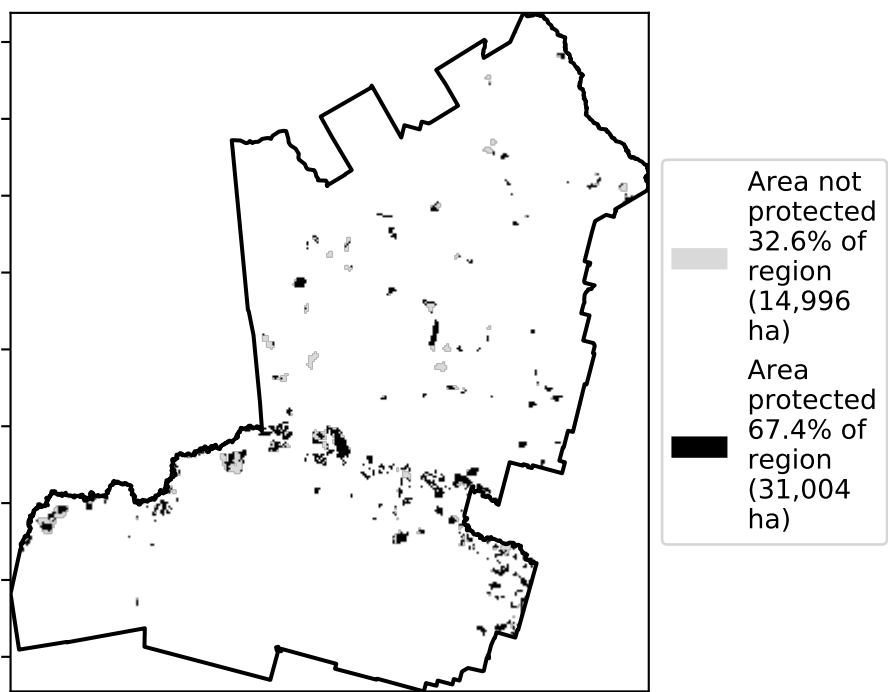 Area not
protected
32.6% of
region
(14,996
ha)
Area
protected
67.4% of
region
(31,004
ha)